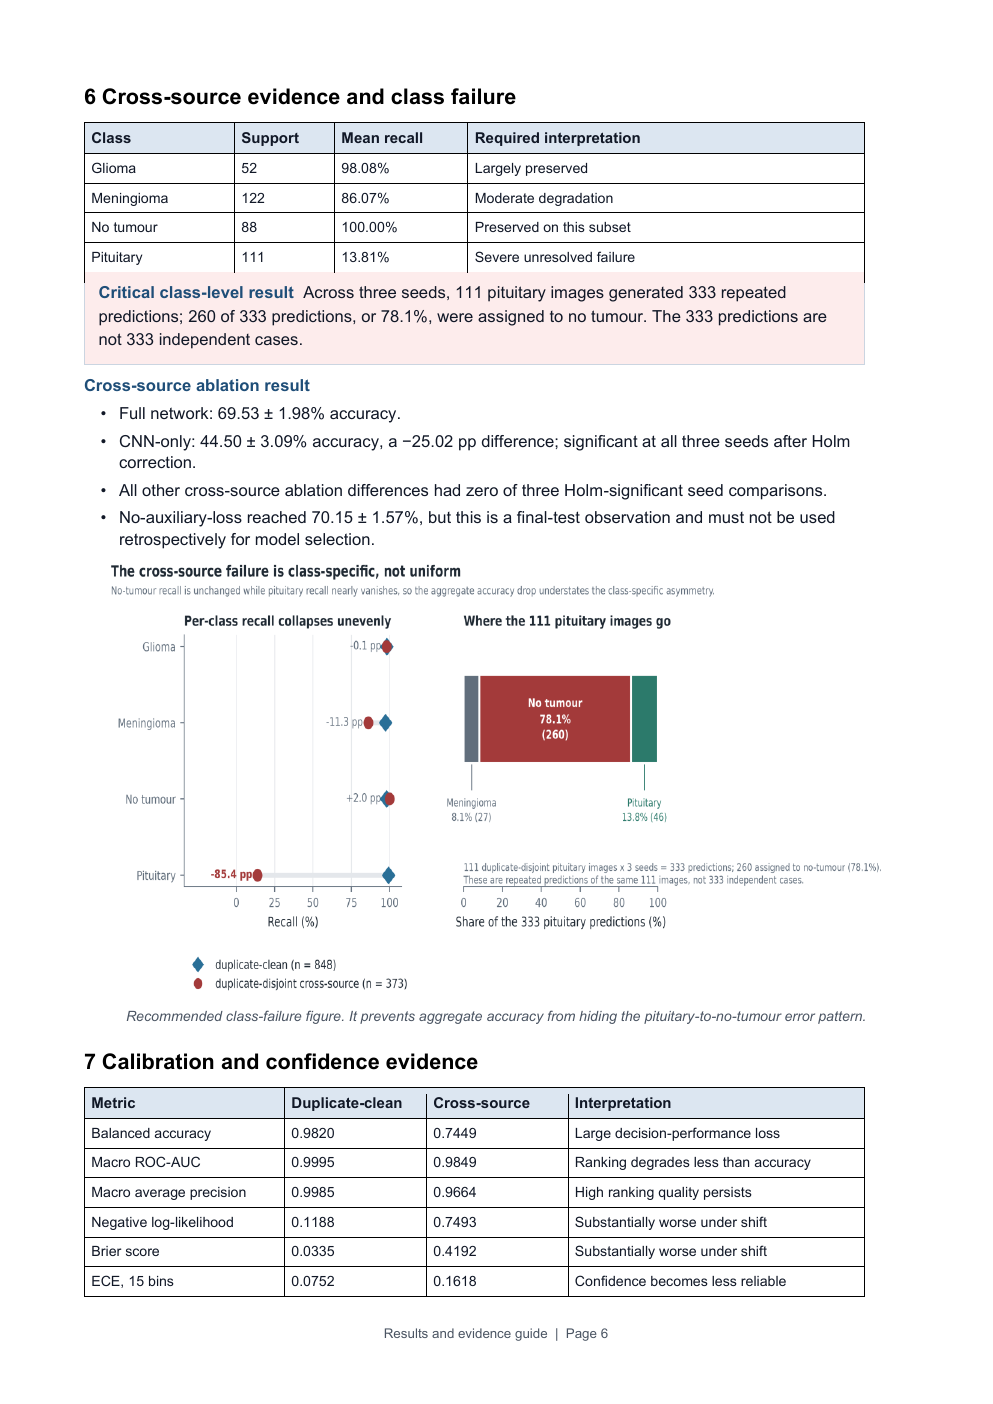 6 Cross-source evidence and class failure
Class Support Mean recall Required interpretation
Glioma 52 98.08% Largely preserved
Meningioma 122 86.07% Moderate degradation
No tumour 88 100.00% Preserved on this subset
Pituitary 111 13.81% Severe unresolved failure
Critical class-level result Across three seeds, 111 pituitary images generated 333 repeated
predictions; 260 of 333 predictions, or 78.1%, were assigned to no tumour. The 333 predictions are
not 333 independent cases.
Cross-source ablation result
• Full network: 69.53 ± 1.98% accuracy.
• CNN-only: 44.50 ± 3.09% accuracy, a −25.02 pp difference; significant at all three seeds after Holm
correction.
• All other cross-source ablation differences had zero of three Holm-significant seed comparisons.
• No-auxiliary-loss reached 70.15 ± 1.57%, but this is a final-test observation and must not be used
retrospectively for model selection.
The cross-source failure is class-specific, not uniform
No-tumour recall is unchanged while pituitary recall nearly vanishes, so the aggregate accuracy drop understates the class-specific asymmetry.
Per-class recall collapses unevenly
Glioma
-0.1 pp
Meningioma
-11.3 pp
No tumour
+2.0 pp
Pituitary
-85.4 pp
0 25 50 75 100
Recall (%)
duplicate-clean (n = 848)
duplicate-disjoint cross-source (n = 373)
Where the 111 pituitary images go
No tumour
78.1%
(260)
Meningioma
8.1% (27)
Pituitary
13.8% (46)
111 duplicate-disjoint pituitary images x 3 seeds = 333 predictions; 260 assigned to no-tumour (78.1%).
These are repeated predictions of the same 111 images, not 333 independent cases.
0 20 40 60 80 100
Share of the 333 pituitary predictions (%)
Recommended class-failure figure. It prevents aggregate accuracy from hiding the pituitary-to-no-tumour error pattern.
7 Calibration and confidence evidence
Metric Duplicate-clean Cross-source Interpretation
Balanced accuracy 0.9820 0.7449 Large decision-performance loss
Macro ROC-AUC 0.9995 0.9849 Ranking degrades less than accuracy
Macro average precision 0.9985 0.9664 High ranking quality persists
Negative log-likelihood 0.1188 0.7493 Substantially worse under shift
Brier score 0.0335 0.4192 Substantially worse under shift
ECE, 15 bins 0.0752 0.1618 Confidence becomes less reliable
Results and evidence guide | Page 6